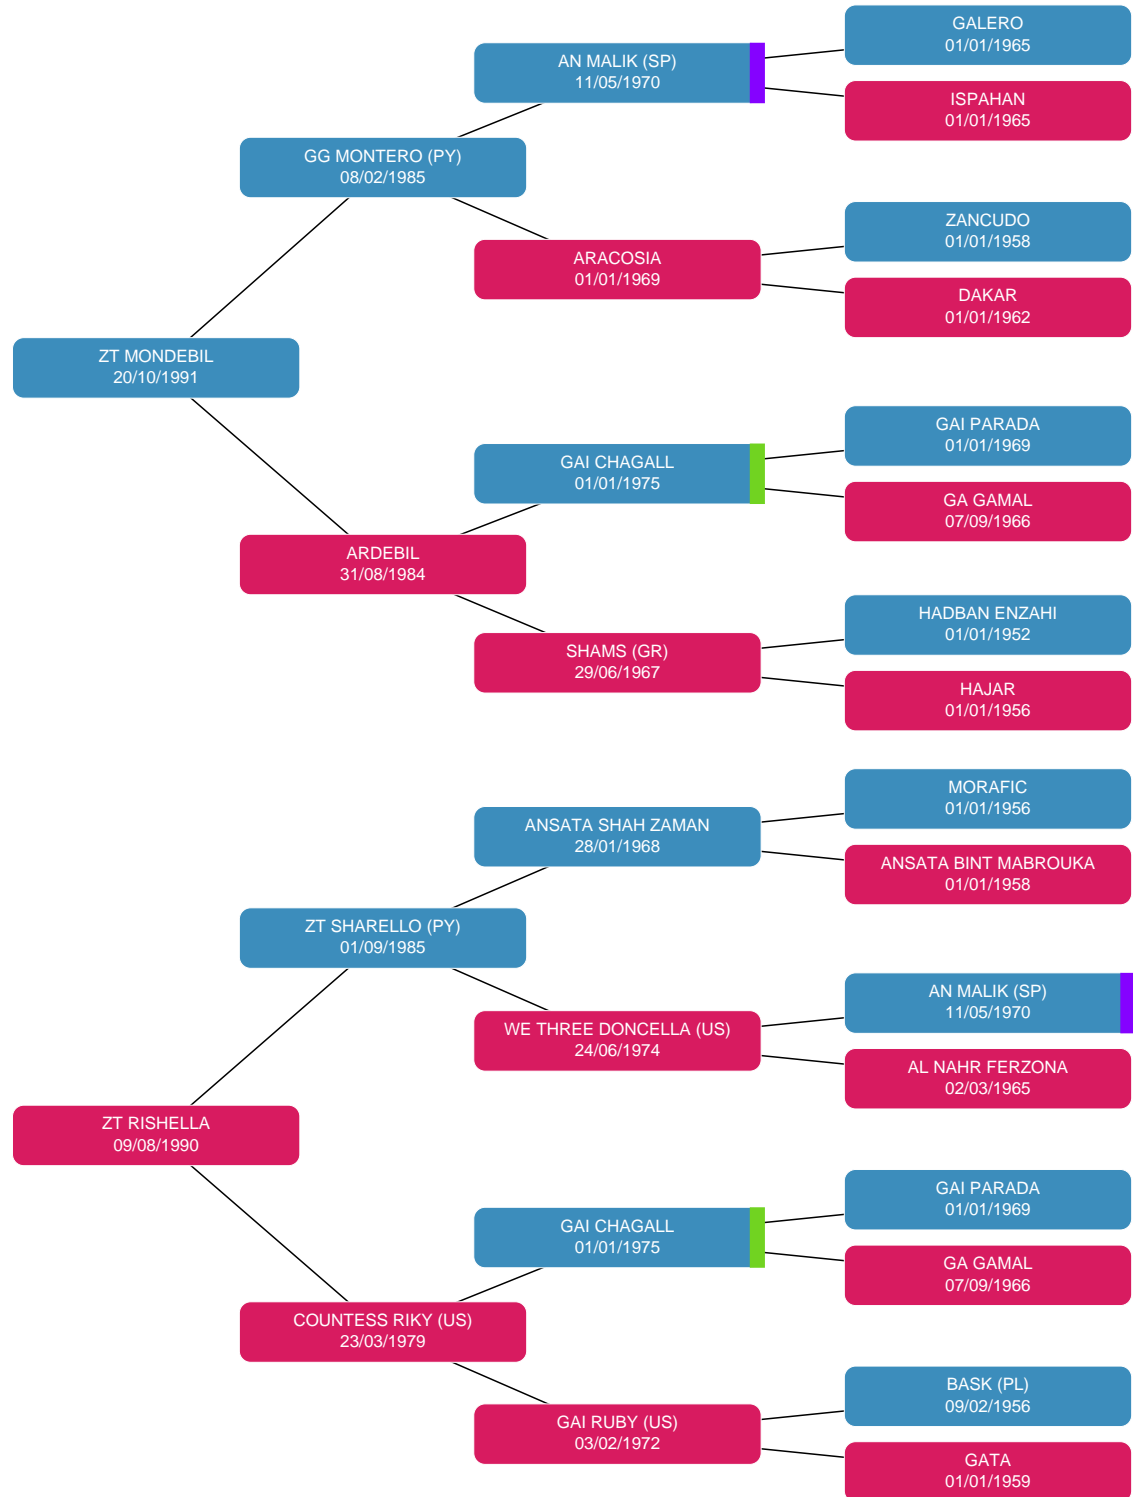 GALERO
01/01/1965
AN MALIK (SP)
11/05/1970
ISPAHAN
01/01/1965
GG MONTERO (PY)
08/02/1985
ZANCUDO
01/01/1958
ARACOSIA
01/01/1969
DAKAR
01/01/1962
ZT MONDEBIL
20/10/1991
GAI PARADA
01/01/1969
GAI CHAGALL
01/01/1975
GA GAMAL
07/09/1966
ARDEBIL
31/08/1984
HADBAN ENZAHI
01/01/1952
SHAMS (GR)
29/06/1967
HAJAR
01/01/1956
MORAFIC
01/01/1956
ANSATA SHAH ZAMAN
28/01/1968
ANSATA BINT MABROUKA
01/01/1958
ZT SHARELLO (PY)
01/09/1985
AN MALIK (SP)
11/05/1970
WE THREE DONCELLA (US)
24/06/1974
AL NAHR FERZONA
02/03/1965
ZT RISHELLA
09/08/1990
GAI PARADA
01/01/1969
GAI CHAGALL
01/01/1975
GA GAMAL
07/09/1966
COUNTESS RIKY (US)
23/03/1979
BASK (PL)
09/02/1956
GAI RUBY (US)
03/02/1972
GATA
01/01/1959